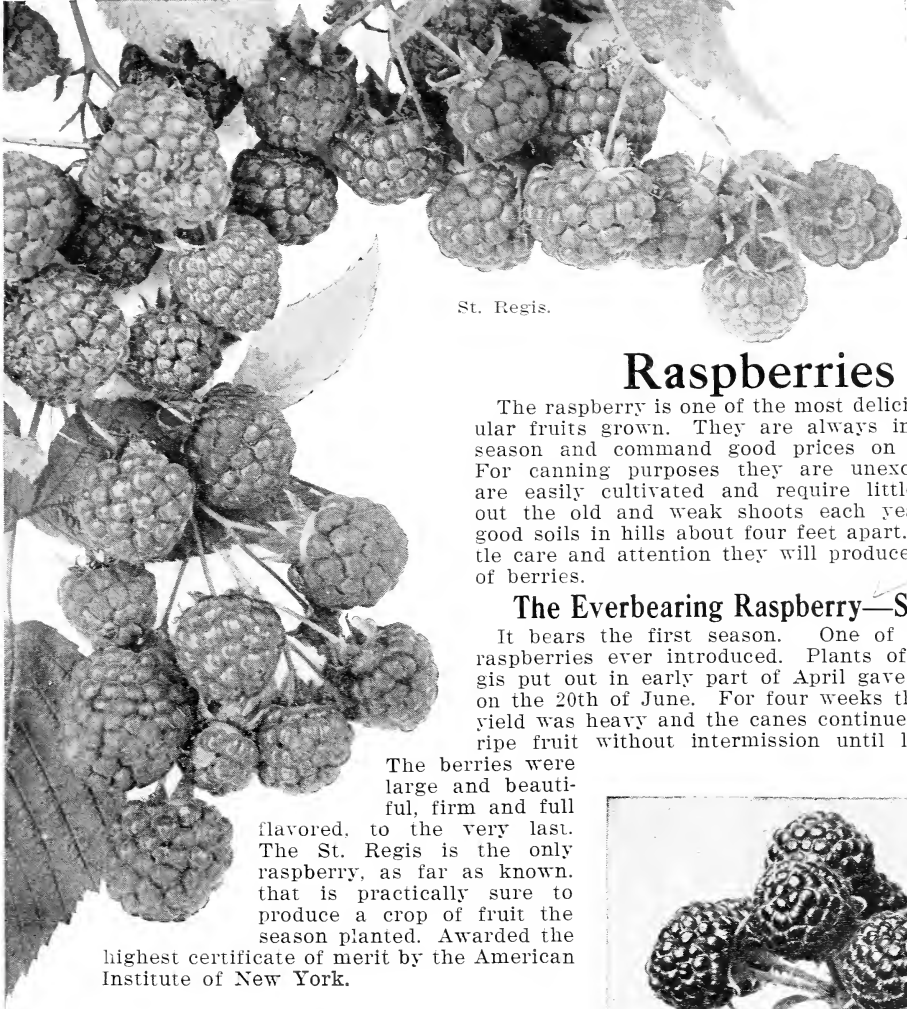 St. Regis.
Raspberries
The raspberry is one of the most delici
ular fruits grown. They are always in
season and command good prices on
For canning purposes they are unexc
are easily cultivated and require littl
out the old and weak shoots each ye
good soils in hills about four feet apart.
tle care and attention they will produce
of berries.
The Everbearing Raspberry—S
It bears the first season. One of
raspberries ever introduced. Plants of
gis put out in early part of April gave
on the 20th of June. For four weeks th
yield was heavy and the canes continue
ripe fruit without intermission until l
The berries were
large and beauti-
ful, firm and full
flavored, to the very last.
The St. Regis is the only
raspberry, as far as known.
that is practically sure to
produce a crop of fruit the
season planted. Awarded the
highest certificate of merit by the American
Institute of New York.